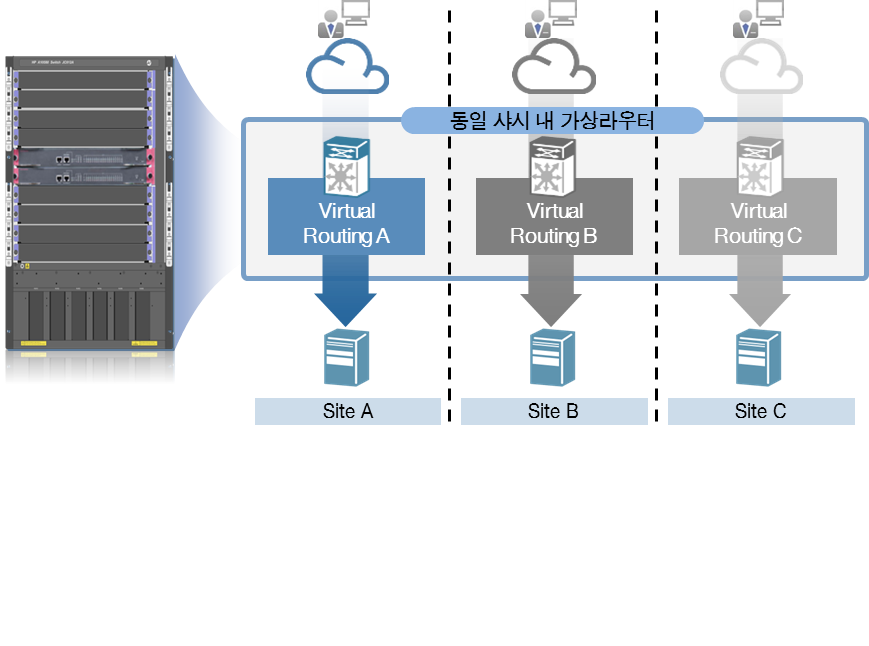 동일 샤시 내 가상라우터
Virtual
Routing A
Virtual
Routing B
Virtual
Routing C
Site A
Site B
Site C